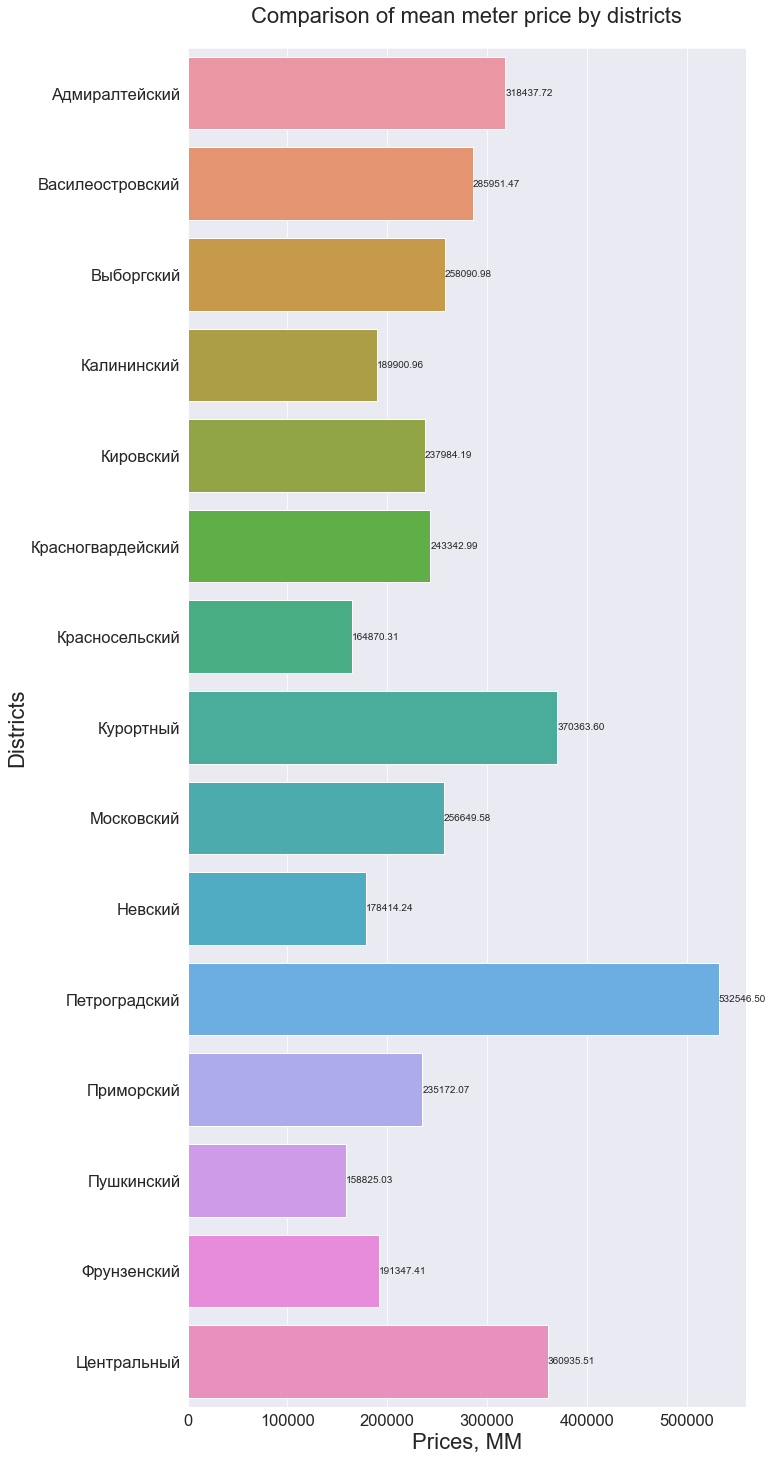 Comparison of mean meter price by districts
Адмиралтейский
318437.72
Василеостровский
285951.47
Выборгский
258090.98
Калининский
189900.96
Кировский
237984.19
Красногвардейский
243342.99
Красносельский
164870.31
Курортный
370363.60
Московский
256649.58
Невский
178414.24
Петроградский
532546.50
Приморский
235172.07
Пушкинский
158825.03
Фрунзенский
191347.41
Центральный
360935.51
Districts
0 100000 200000 300000 400000 500000
Prices, MM